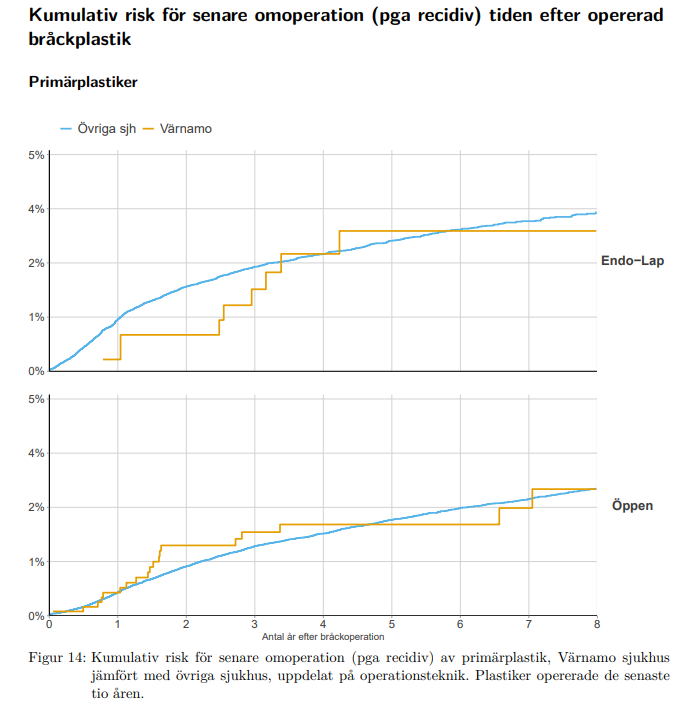 Kumulativ risk för senare omoperation (pga recidiv) tiden efter opererad
bråckplastik
Primärplastiker
Övriga sjh Värnamo
5%
4%
2%
1%
0%
Endo−Lap
5%
4%
2%
1%
0%
Öppen
0 1 2 3 4 5 6 7 8
Antal år efter bråckoperation
Figur 14: Kumulativ risk för senare omoperation (pga recidiv) av primärplastik, Värnamo sjukhus
jämfört med övriga sjukhus, uppdelat på operationsteknik. Plastiker opererade de senaste
tio åren.